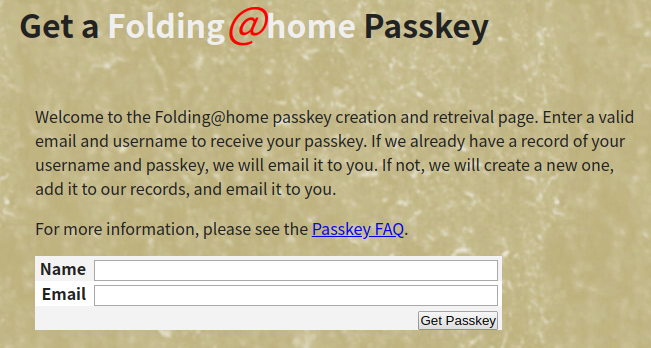 Get a Folding@home Passkey
Welcome to the Folding@home passkey creation and retreival page. Enter a valid
email and username to receive your passkey. If we already have a record of your
username and passkey, we will email it to you. If not, we will create a new one,
add it to our records, and email it to you.
For more information, please see the Passkey FAQ.
Name
Email
Get Passkey